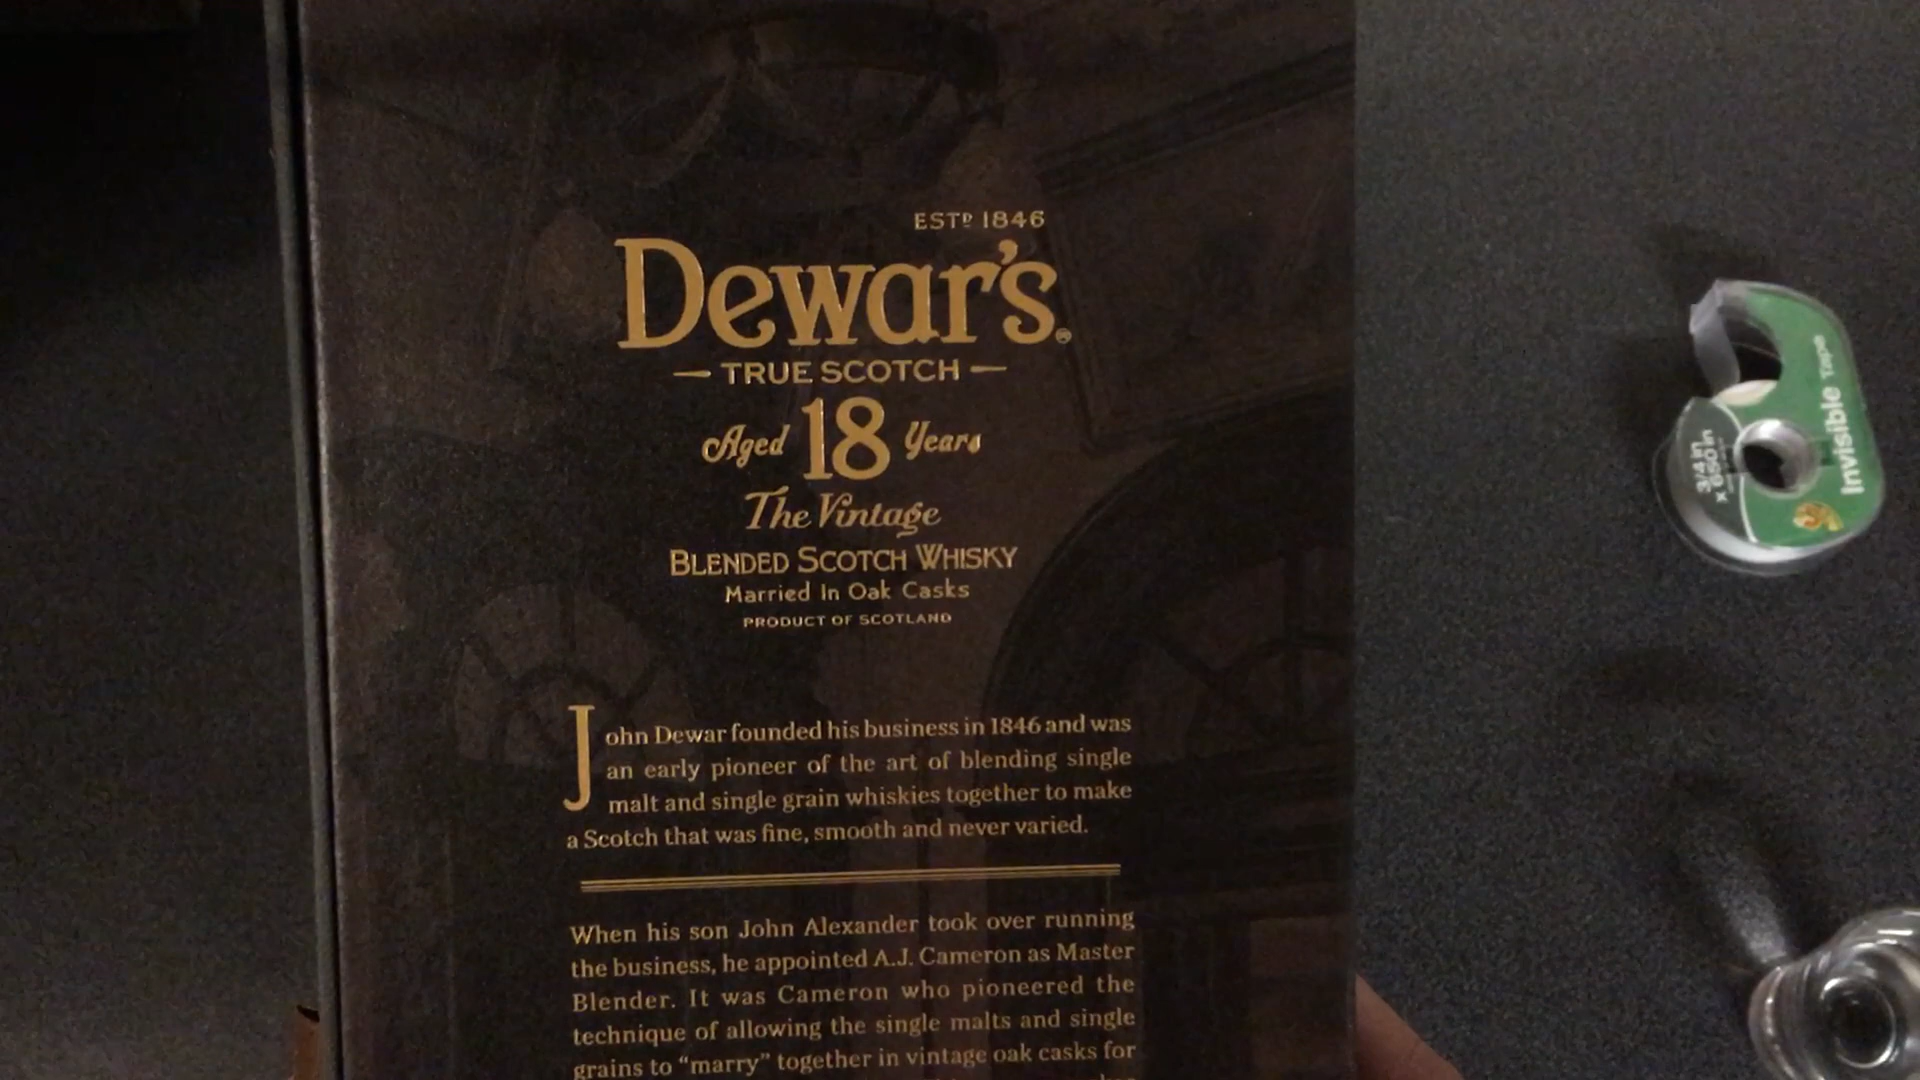 ESTD 1846
Dewar's®
TRUE SCOTCH
Aged 18 Years
The Vintage
BLENDED SCOTCH WHISKY
Married In Oak Casks
PRODUCT OF SCOTLAND
John Dewar founded his business in 1846 and was
an early pioneer of the art of blending single
malt and single grain whiskies together to make
a Scotch that was fine, smooth and never varied.
When his son John Alexander took over running
the business, he appointed A.J. Cameron as Master
Blender. It was Cameron who pioneered the
technique of allowing the single malts and single
grains to “marry” together in vintage oak casks for
Invisible Tape
3/4 in
x 650 in